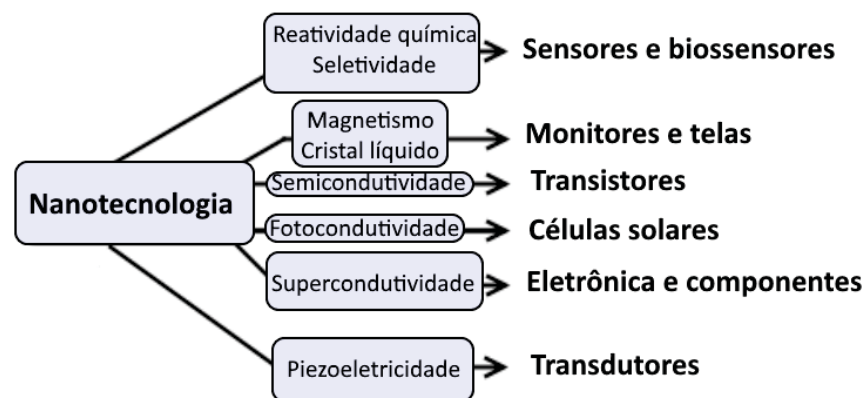 Reatividade química
Seletividade
Sensores e biossensores
Magnetismo
Cristal líquido
Monitores e telas
Semicondutividade
Transistores
Nanotecnologia
Fotocondutividade
Células solares
Supercondutividade
Eletrônica e componentes
Piezoeletricidade
Transdutores